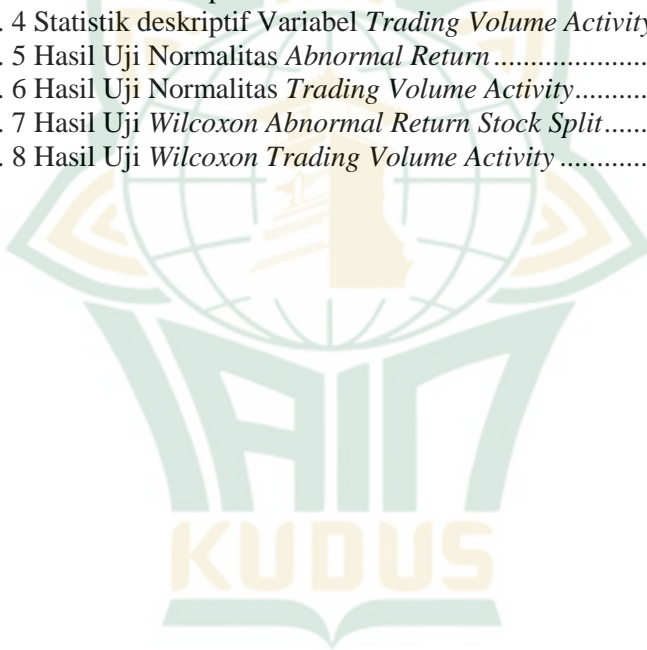 . 4 Statistik deskriptif Variabel Trading Volume Activity
. 5 Hasil Uji Normalitas Abnormal Return.....................
. 6 Hasil Uji Normalitas Trading Volume Activity..........
. 7 Hasil Uji Wilcoxon Abnormal Return Stock Split......
. 8 Hasil Uji Wilcoxon Trading Volume Activity ............
IAIN
KUDUS